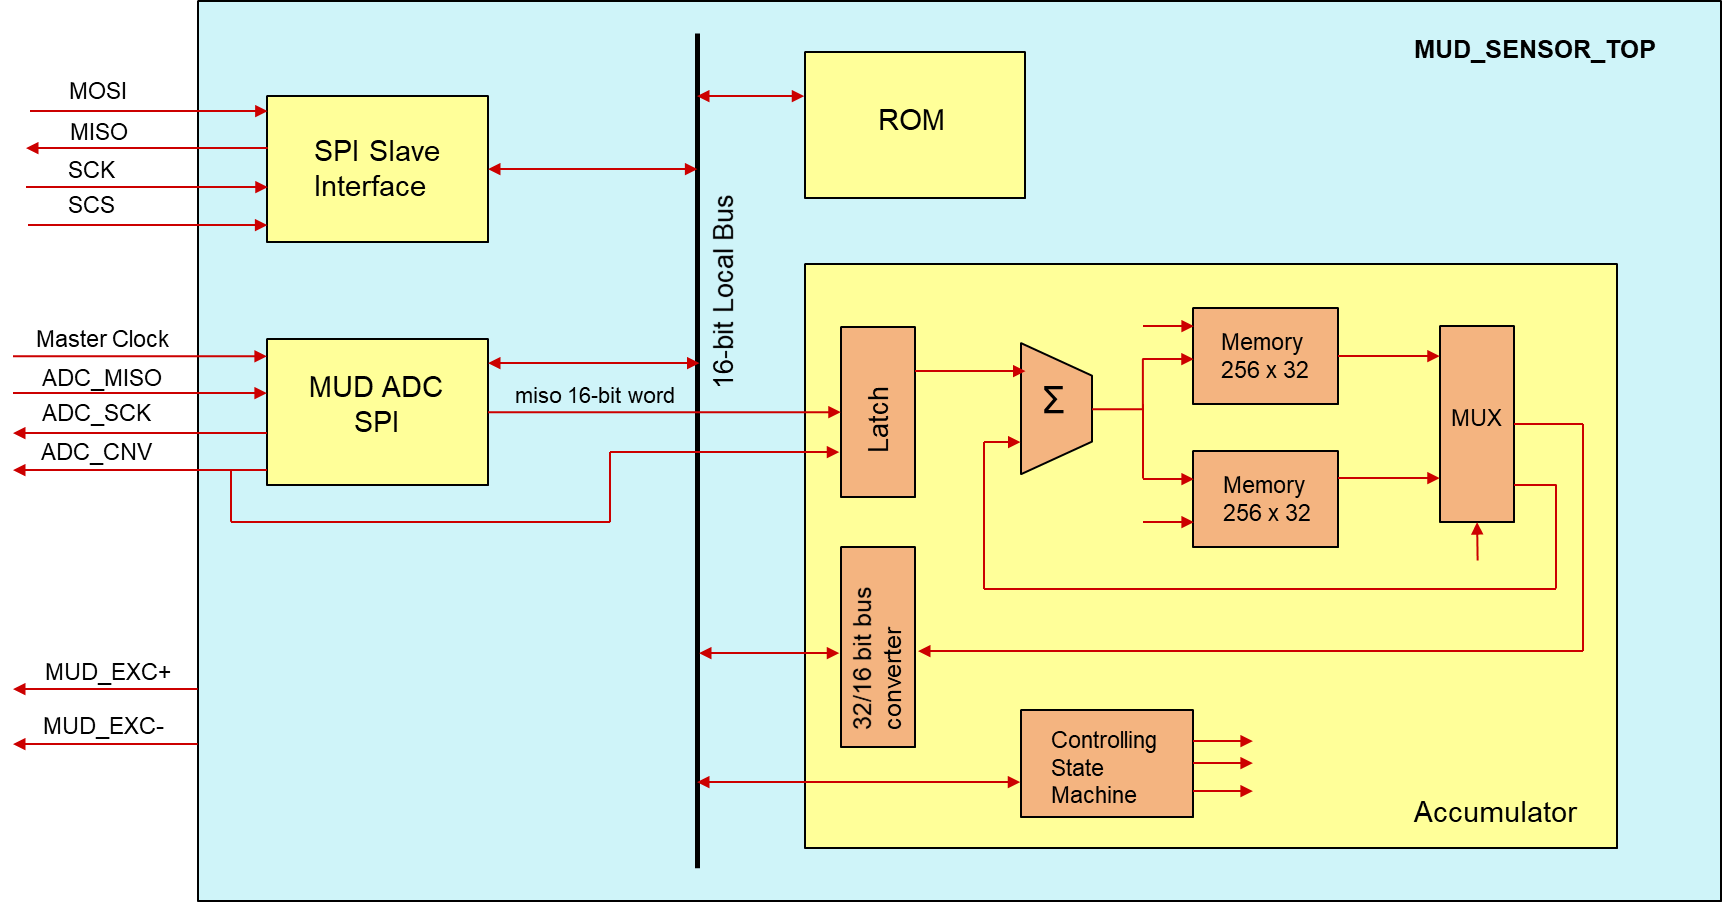 MUD_SENSOR_TOP
MOSI
MISO
SCK
SCS
SPI Slave
Interface
ROM
16-bit Local Bus
Master Clock
ADC_MISO
ADC_SCK
ADC_CNV
MUD ADC
SPI
miso 16-bit word
Latch
Σ
Memory
256 x 32
Memory
256 x 32
MUX
32/16 bit bus
converter
MUD_EXC+
MUD_EXC-
Controlling
State
Machine
Accumulator